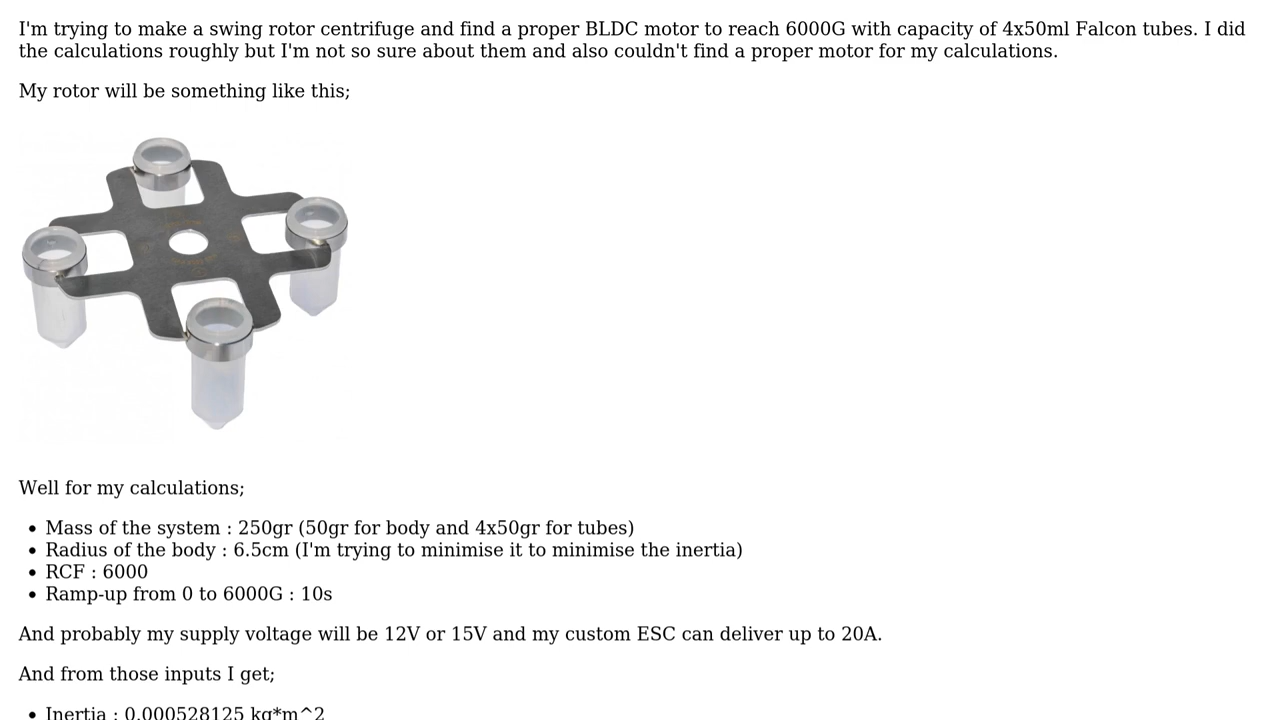 I'm trying to make a swing rotor centrifuge and find a proper BLDC motor to reach 6000G with capacity of 4x50ml Falcon tubes. I did
the calculations roughly but I'm not so sure about them and also couldn't find a proper motor for my calculations.
My rotor will be something like this;
Well for my calculations;
• Mass of the system : 250gr (50gr for body and 4x50gr for tubes)
• Radius of the body : 6.5cm (I'm trying to minimise it to minimise the inertia)
• RCF : 6000
• Ramp-up from 0 to 6000G : 10s
And probably my supply voltage will be 12V or 15V and my custom ESC can deliver up to 20A.
And from those inputs I get;
• Inertia : 0.000528125 kg*m^2